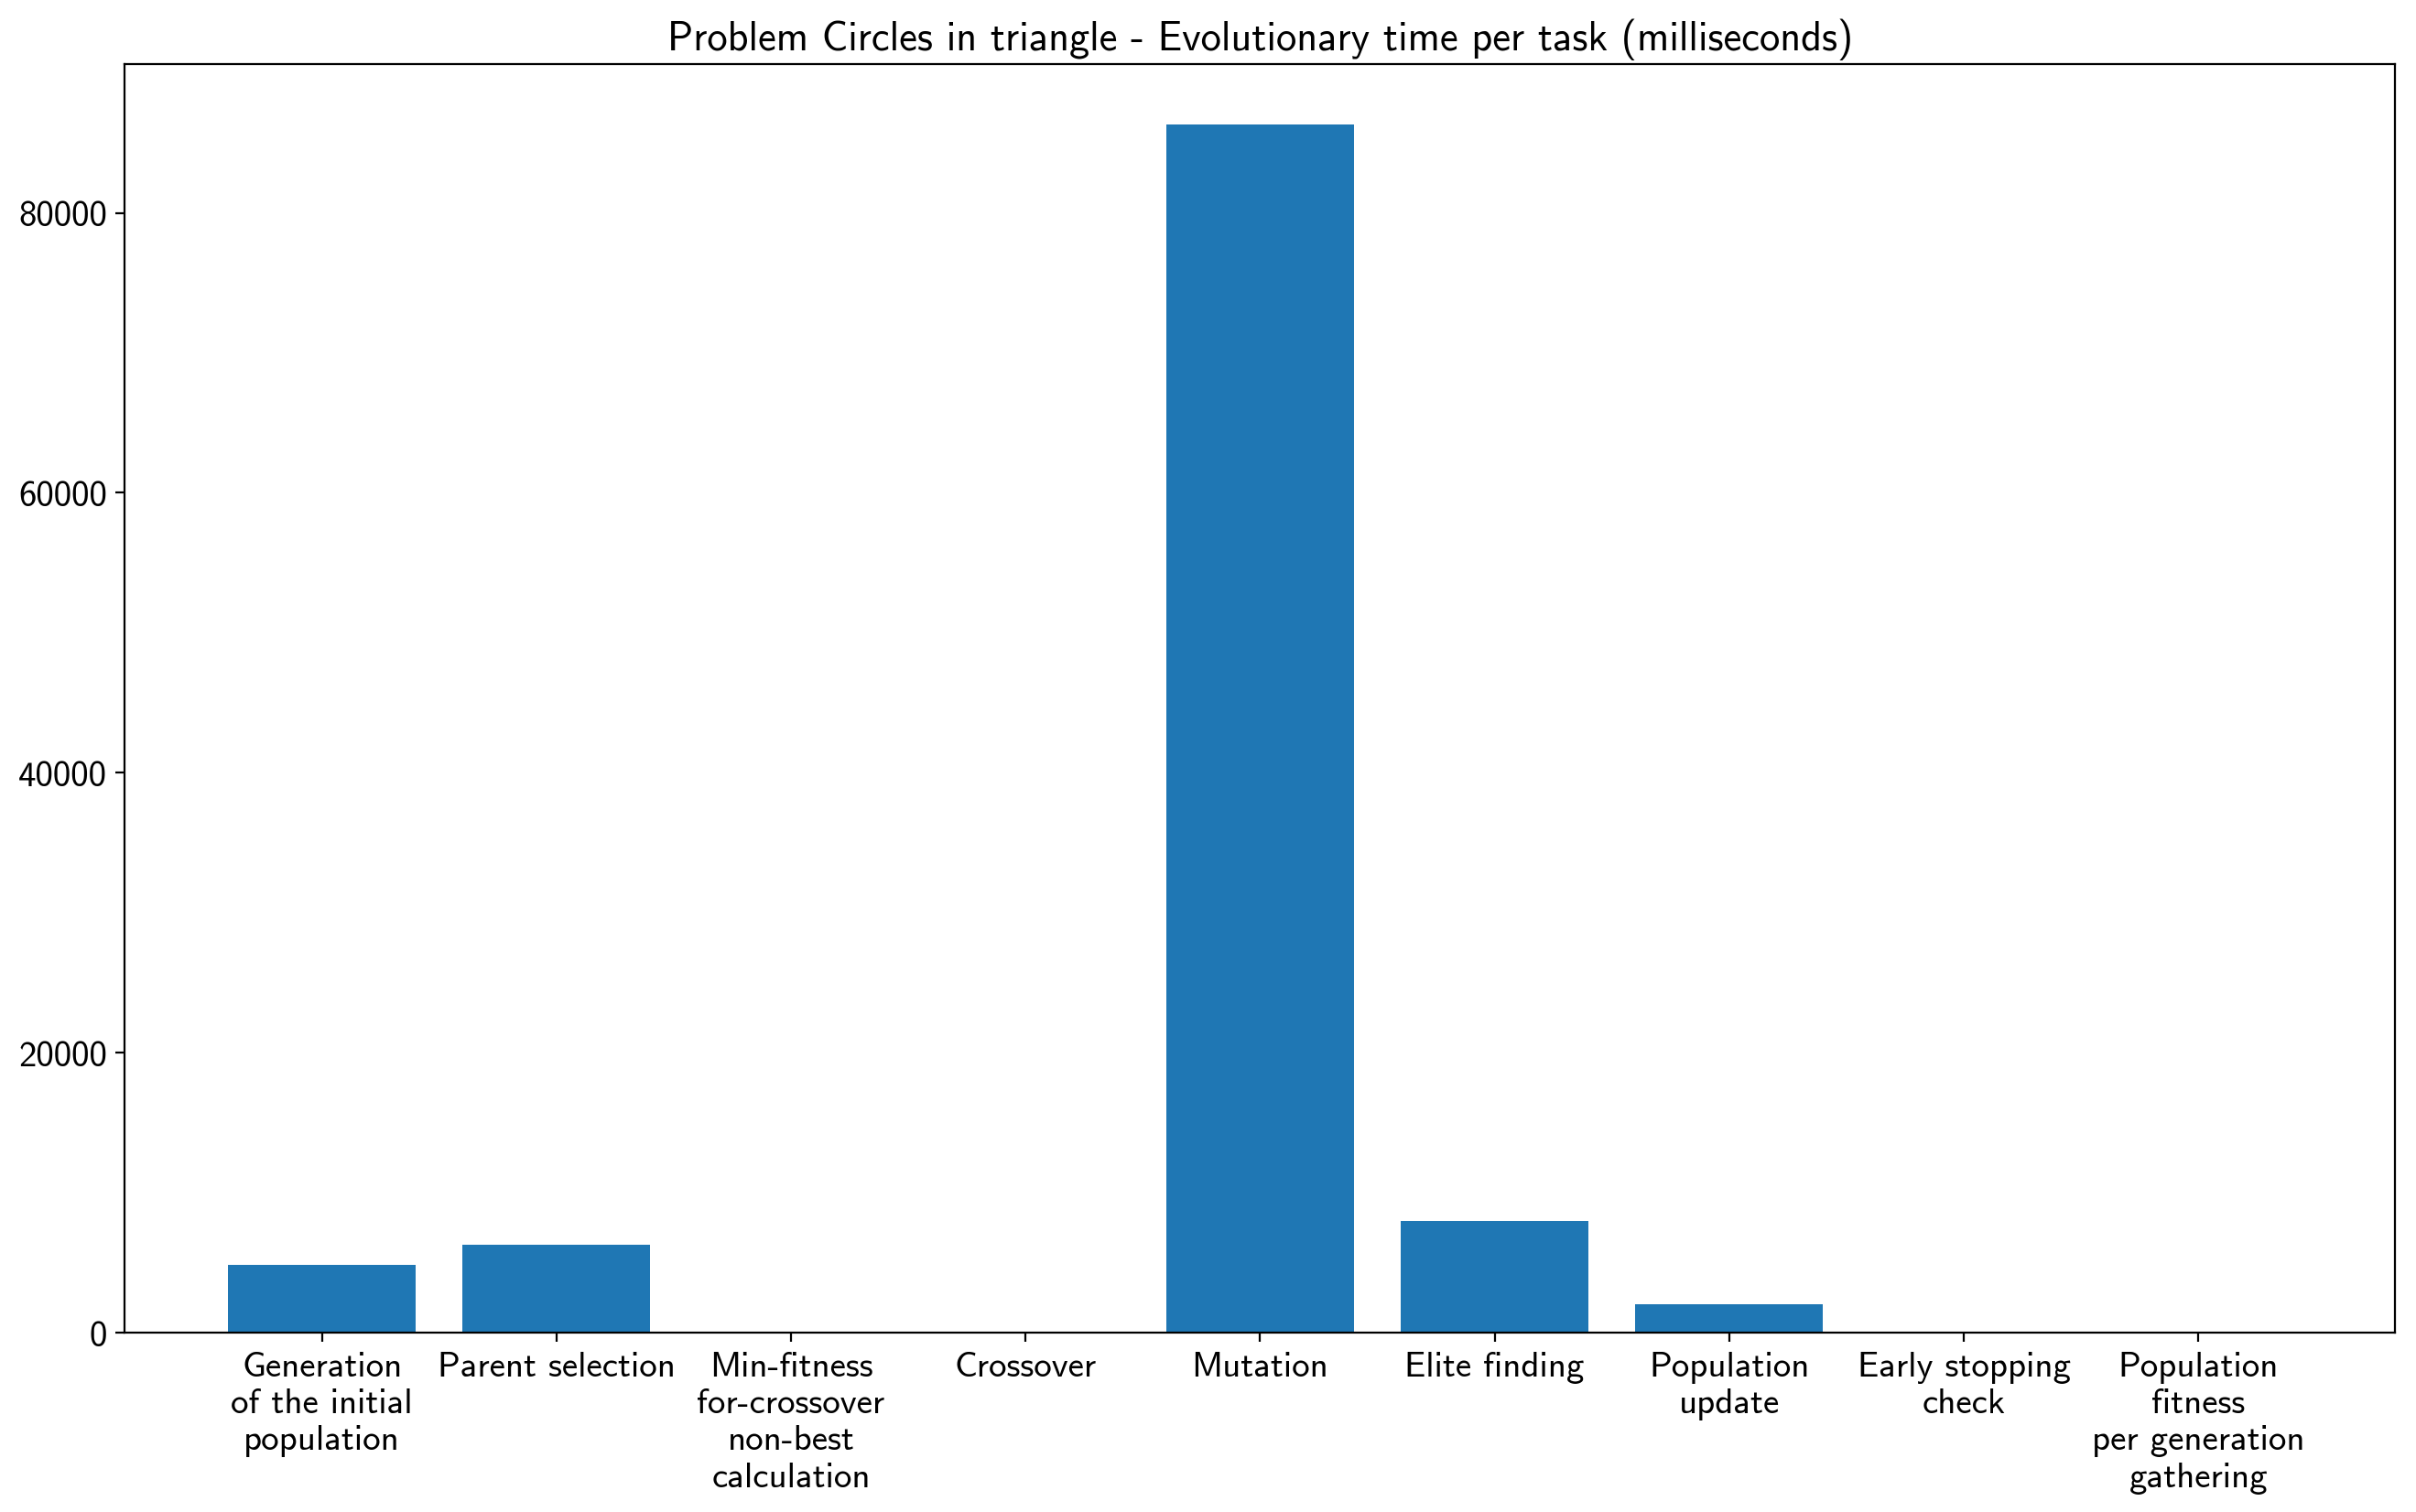 Problem Circles in triangle - Evolutionary time per task (milliseconds)
80000
60000
40000
20000
0
Generation
of the initial
population
Parent selection
Min-fitness
for-crossover
non-best
calculation
Crossover
Mutation
Elite finding
Population
update
Early stopping
check
Population
fitness
per generation
gathering